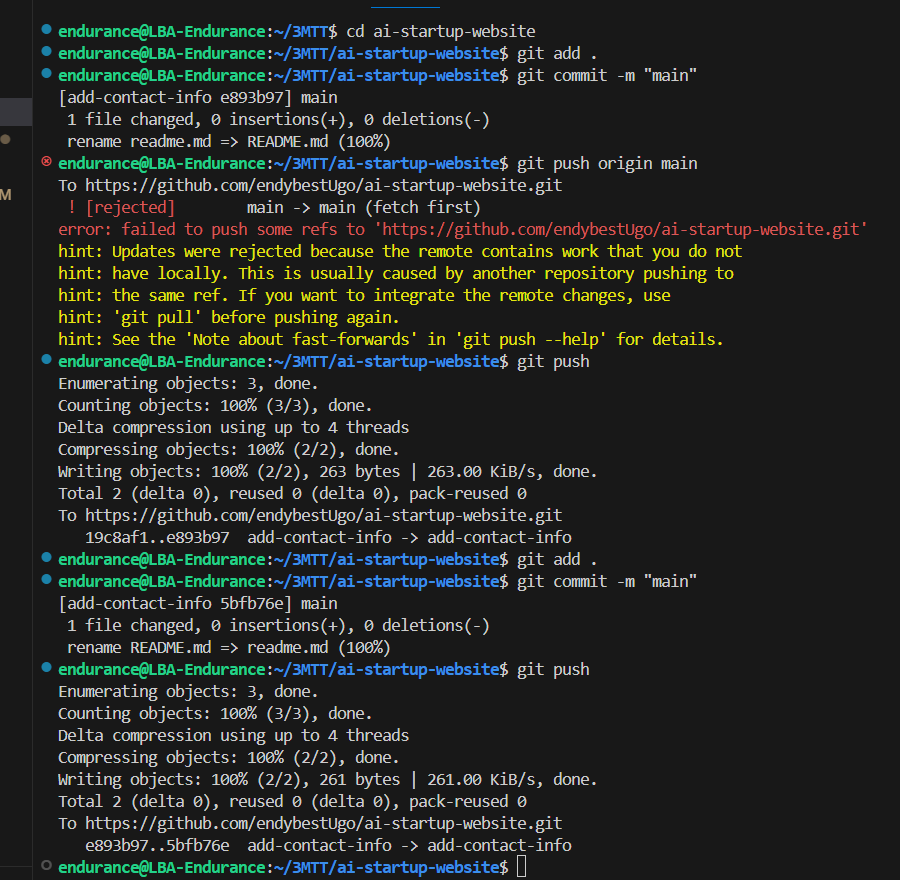 endurance@LBA-Endurance:~/3MTT$ cd ai-startup-website
endurance@LBA-Endurance:~/3MTT/ai-startup-website$ git add .
endurance@LBA-Endurance:~/3MTT/ai-startup-website$ git commit -m "main"
[add-contact-info e893b97] main
 1 file changed, 0 insertions(+), 0 deletions(-)
 rename readme.md => README.md (100%)
endurance@LBA-Endurance:~/3MTT/ai-startup-website$ git push origin main
To https://github.com/endybestUgo/ai-startup-website.git
 ! [rejected]        main -> main (fetch first)
error: failed to push some refs to 'https://github.com/endybestUgo/ai-startup-website.git'
hint: Updates were rejected because the remote contains work that you do not
hint: have locally. This is usually caused by another repository pushing to
hint: the same ref. If you want to integrate the remote changes, use
hint: 'git pull' before pushing again.
hint: See the 'Note about fast-forwards' in 'git push --help' for details.
M
endurance@LBA-Endurance:~/3MTT/ai-startup-website$ git push
Enumerating objects: 3, done.
Counting objects: 100% (3/3), done.
Delta compression using up to 4 threads
Compressing objects: 100% (2/2), done.
Writing objects: 100% (2/2), 263 bytes | 263.00 KiB/s, done.
Total 2 (delta 0), reused 0 (delta 0), pack-reused 0
To https://github.com/endybestUgo/ai-startup-website.git
   19c8af1..e893b97  add-contact-info -> add-contact-info
endurance@LBA-Endurance:~/3MTT/ai-startup-website$ git add .
endurance@LBA-Endurance:~/3MTT/ai-startup-website$ git commit -m "main"
[add-contact-info 5bfb76e] main
 1 file changed, 0 insertions(+), 0 deletions(-)
 rename README.md => readme.md (100%)
endurance@LBA-Endurance:~/3MTT/ai-startup-website$ git push
Enumerating objects: 3, done.
Counting objects: 100% (3/3), done.
Delta compression using up to 4 threads
Compressing objects: 100% (2/2), done.
Writing objects: 100% (2/2), 261 bytes | 261.00 KiB/s, done.
Total 2 (delta 0), reused 0 (delta 0), pack-reused 0
To https://github.com/endybestUgo/ai-startup-website.git
   e893b97..5bfb76e  add-contact-info -> add-contact-info
endurance@LBA-Endurance:~/3MTT/ai-startup-website$